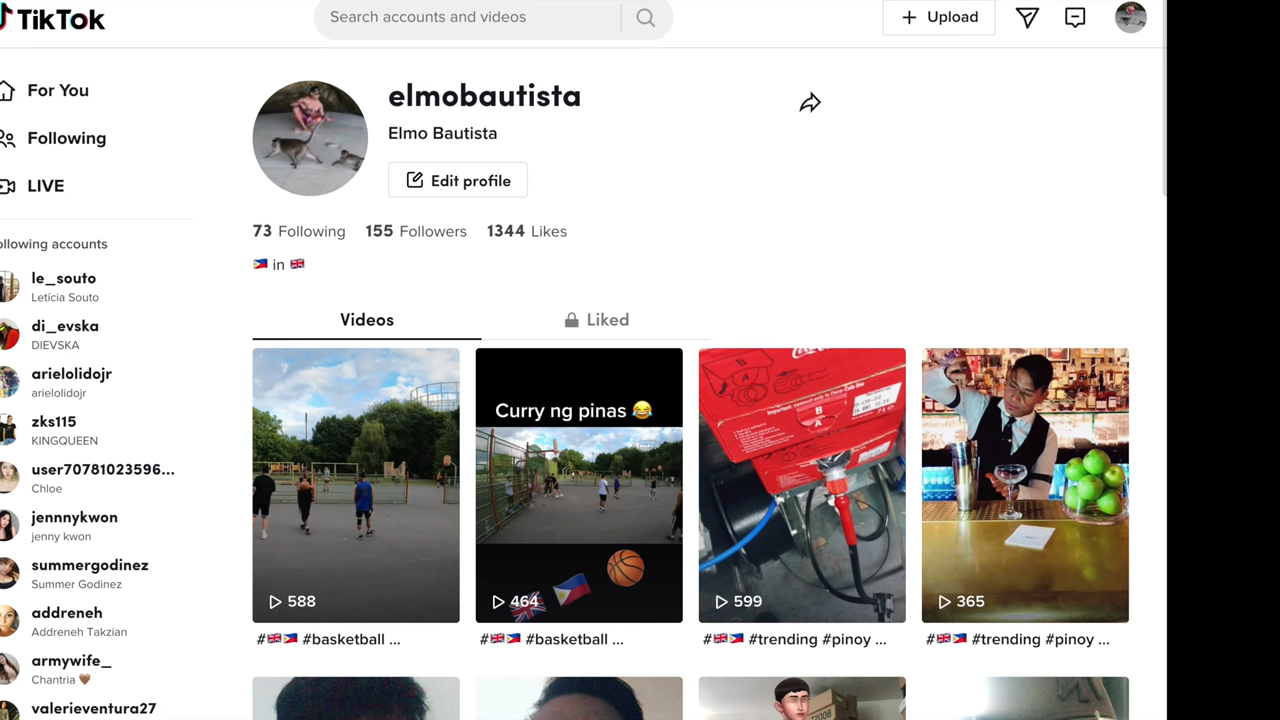 TikTok
Search accounts and videos
Upload
For You
Following
LIVE
ollowing accounts
le_souto
Letícia Souto
di_evska
DIEVSKA
arielolidojr
arielolidojr
zks115
KINGQUEEN
user70781023596...
Chloe
jennnykwon
jenny kwon
summergodinez
Summer Godinez
addreneh
Addreneh Takzian
armywife_
Chantria 🤎
valerieventura27
elmobautista
Elmo Bautista
Edit profile
73 Following 155 Followers 1344 Likes
🇵🇭 in 🇬🇧
Videos
Liked
588
#🇬🇧🇵🇭 #basketball ...
Curry ng pinas 😂
464
#🇬🇧🇵🇭 #basketball ...
B
A
599
#🇬🇧🇵🇭 #trending #pinoy ...
365
#🇬🇧🇵🇭 #trending #pinoy ...